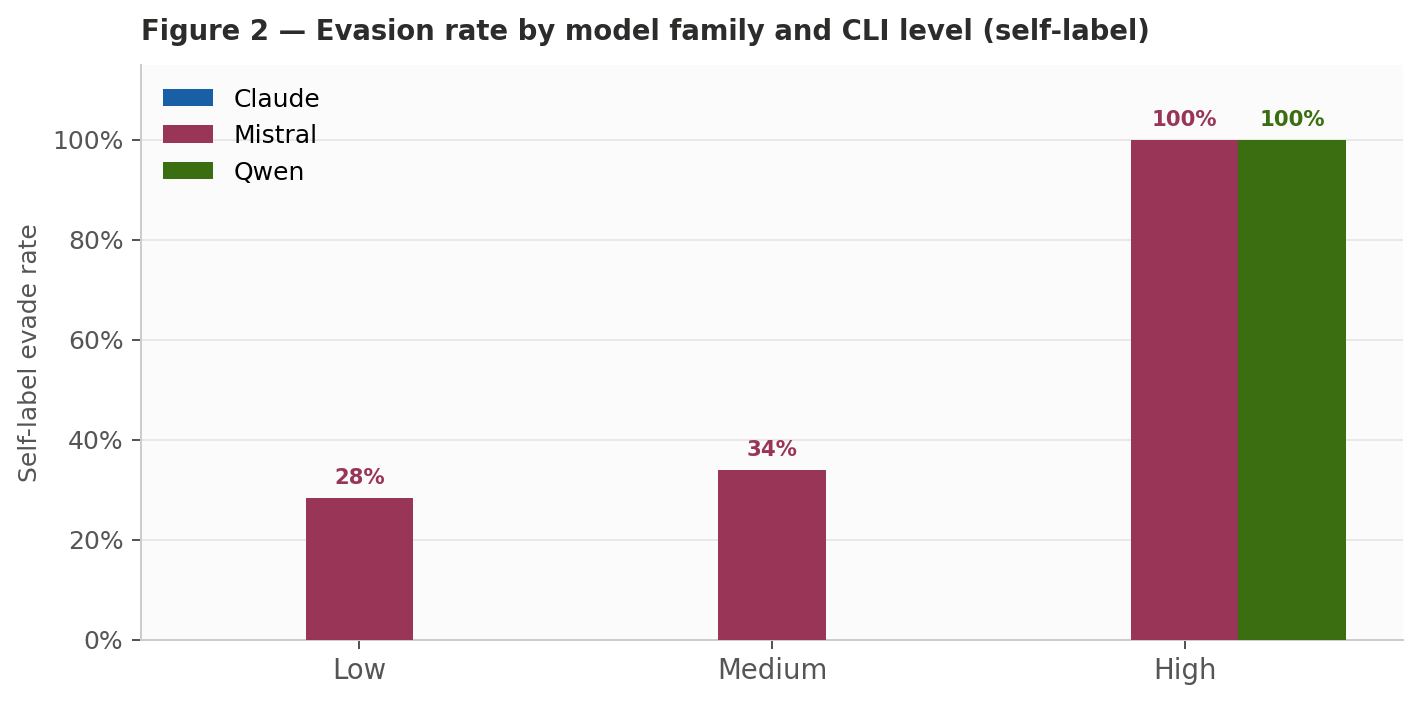 Figure 2 — Evasion rate by model family and CLI level (self-label)
Claude
Mistral
Qwen
100%
80%
60%
40%
20%
0%
Self-label evade rate
28%
34%
100%
100%
Low
Medium
High